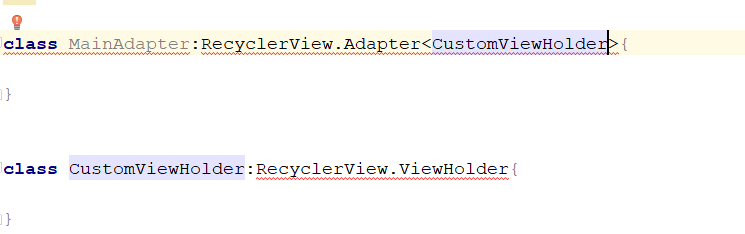 class MainAdapter:RecyclerView.Adapter<CustomViewHolder>{
}
class CustomViewHolder:RecyclerView.ViewHolder{
}